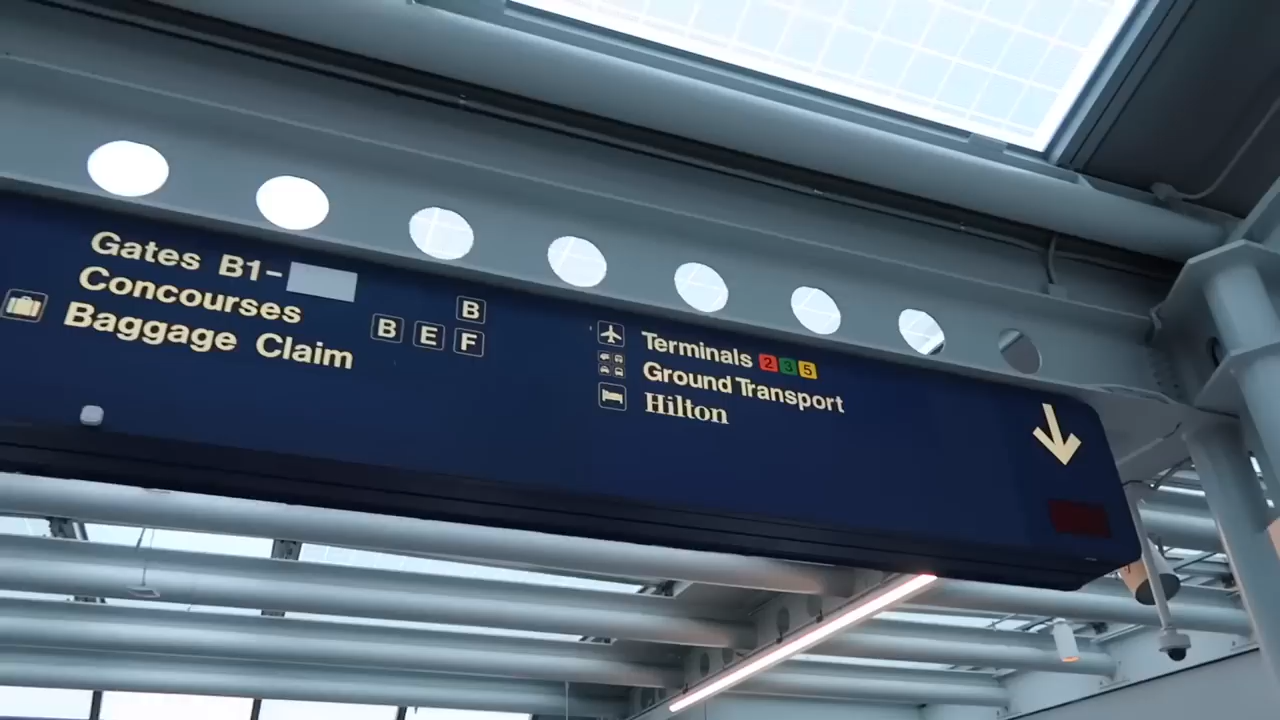 Gates B1-
Concourses B
Baggage Claim B E F
Terminals 2 3 5
Ground Transport
Hilton